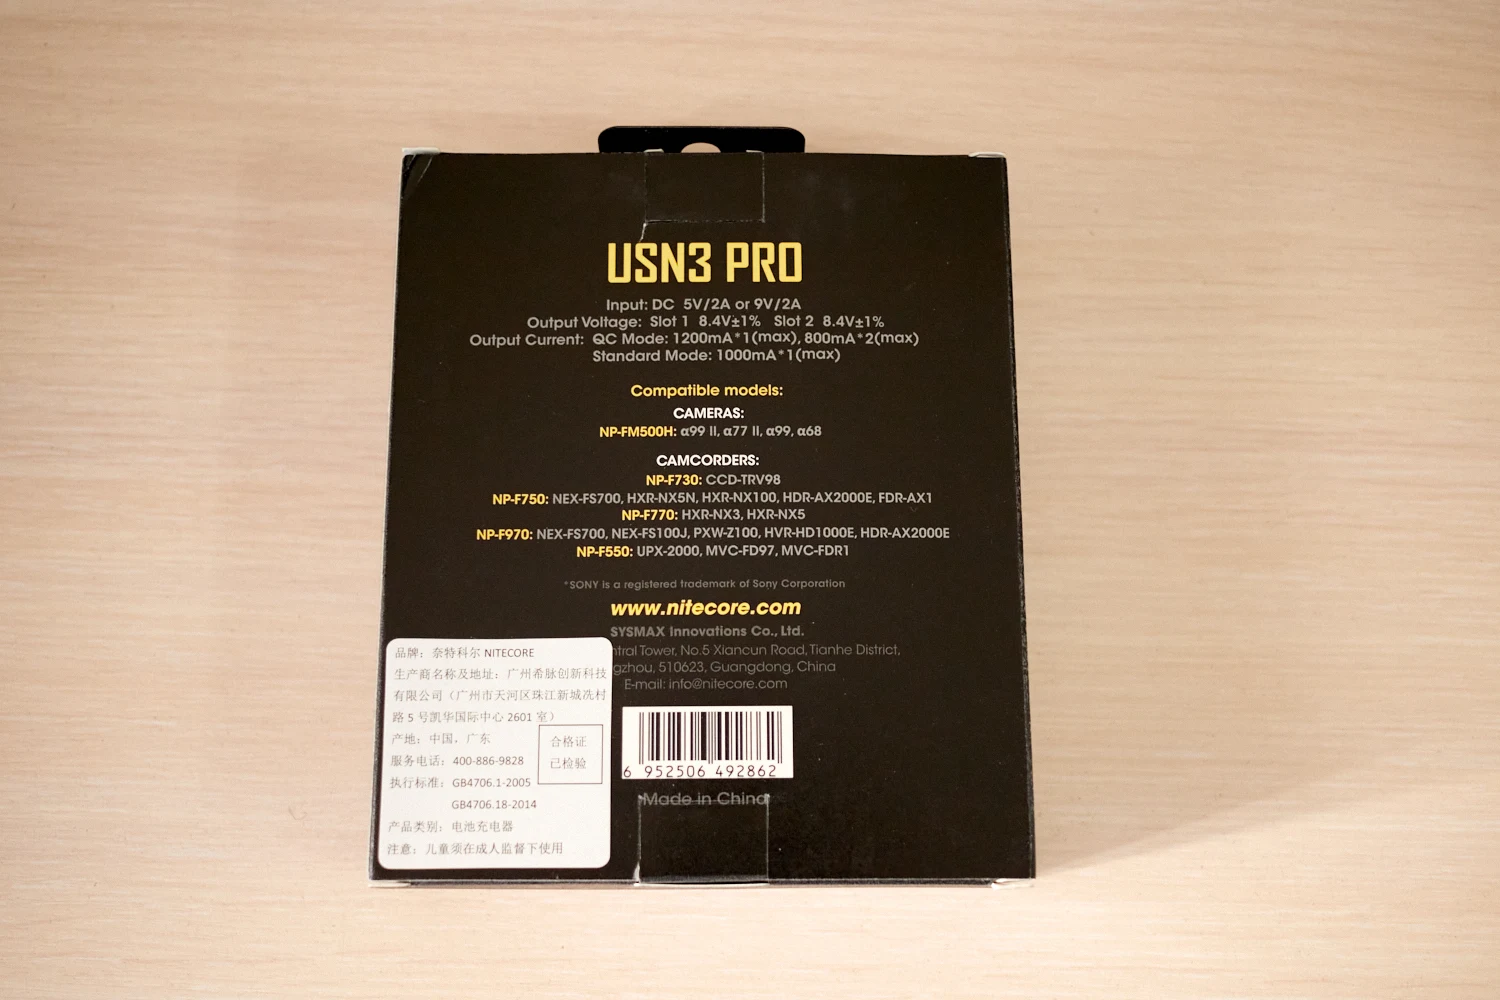 USN3 PRO
Input: DC 5V/2A or 9V/2A
Output Voltage: Slot 1 8.4V±1% Slot 2 8.4V±1%
Output Current: QC Mode: 1200mA*1(max), 800mA*2(max)
Standard Mode: 1000mA*1(max)
Compatible models:
CAMERAS:
NP-FM500H: α99 II, α77 II, α99, α68
CAMCORDERS:
NP-F730: CCD-TRV98
NP-F750: NEX-FS700, HXR-NX5N, HXR-NX100, HDR-AX2000E, FDR-AX1
NP-F770: HXR-NX3, HXR-NX5
NP-F970: NEX-FS700, NEX-FS100J, PXW-Z100, HVR-HD1000E, HDR-AX2000E
NP-F550: UPX-2000, MVC-FD97, MVC-FDR1
*SONY is a registered trademark of Sony Corporation
www.nitecore.com
SYSMAX Innovations Co., Ltd.
Tower, No.5 Xiancun Road, Tianhe District,
510623, Guangdong, China
E-mail: info@nitecore.com
品牌：奈特科尔 NITECORE
生产商名称及地址：广州希脉创新科技
有限公司（广州市天河区珠江新城冼村
路 5 号凯华国际中心 2601 室）
产地：中国，广东
服务电话：400-886-9828
执行标准：GB4706.1-2005
GB4706.18-2014
产品类别：电池充电器
注意：儿童须在成人监督下使用
合格证
已检验
6 952506 492862
Made in China